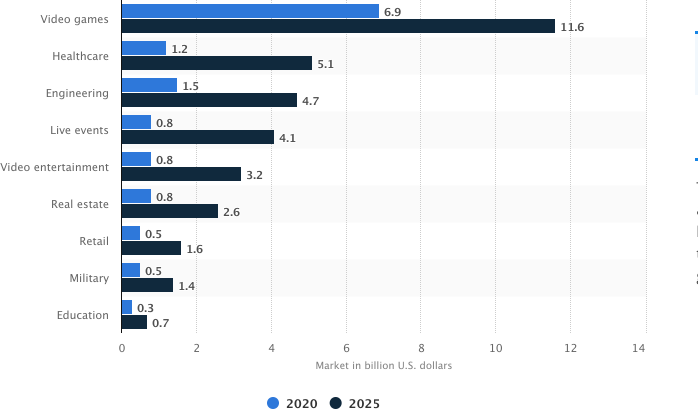 Video games 6.9
11.6
Healthcare 1.2
5.1
Engineering 1.5
4.7
Live events 0.8
4.1
Video entertainment 0.8
3.2
Real estate 0.8
2.6
Retail 0.5
1.6
Military 0.5
1.4
Education 0.3
0.7
0 2 4 6 8 10 12 14
Market in billion U.S. dollars
2020 2025